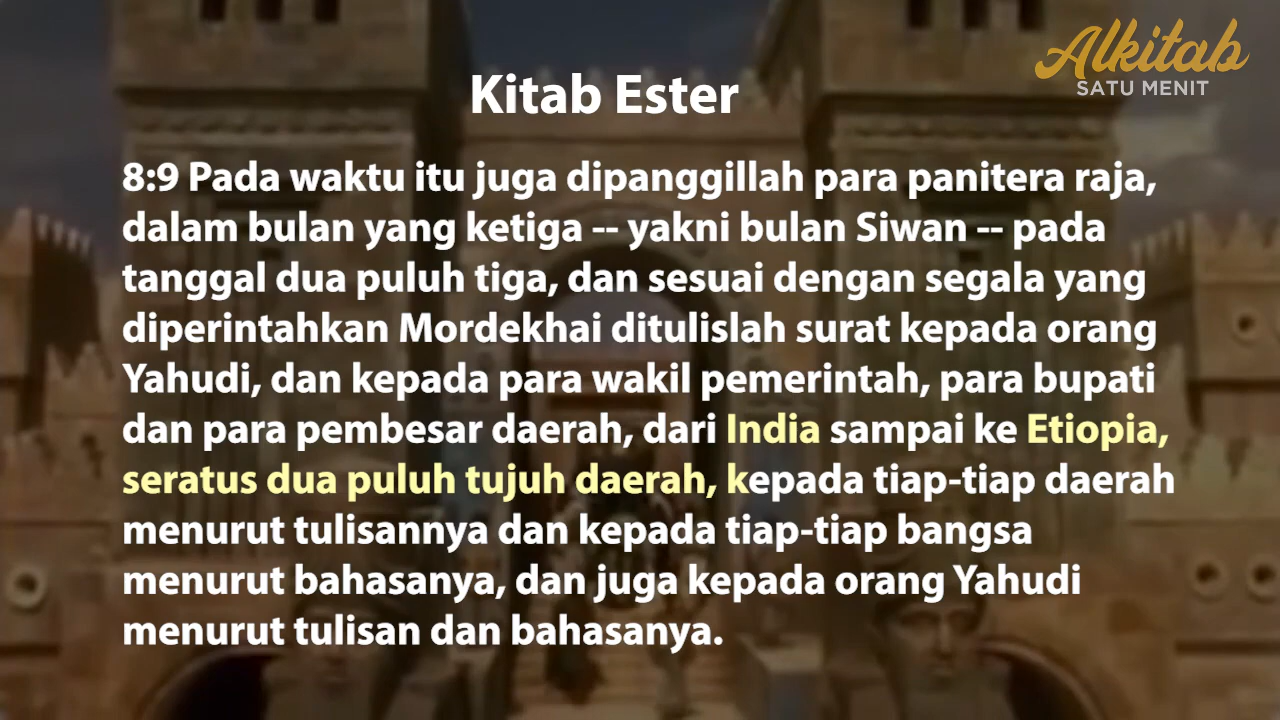 Alkitab
SATU MENIT
Kitab Ester
8:9 Pada waktu itu juga dipanggillah para panitera raja,
dalam bulan yang ketiga -- yakni bulan Siwan -- pada
tanggal dua puluh tiga, dan sesuai dengan segala yang
diperintahkan Mordekhai ditulislah surat kepada orang
Yahudi, dan kepada para wakil pemerintah, para bupati
dan para pembesar daerah, dari India sampai ke Etiopia,
seratus dua puluh tujuh daerah, kepada tiap-tiap daerah
menurut tulisannya dan kepada tiap-tiap bangsa
menurut bahasanya, dan juga kepada orang Yahudi
menurut tulisan dan bahasanya.